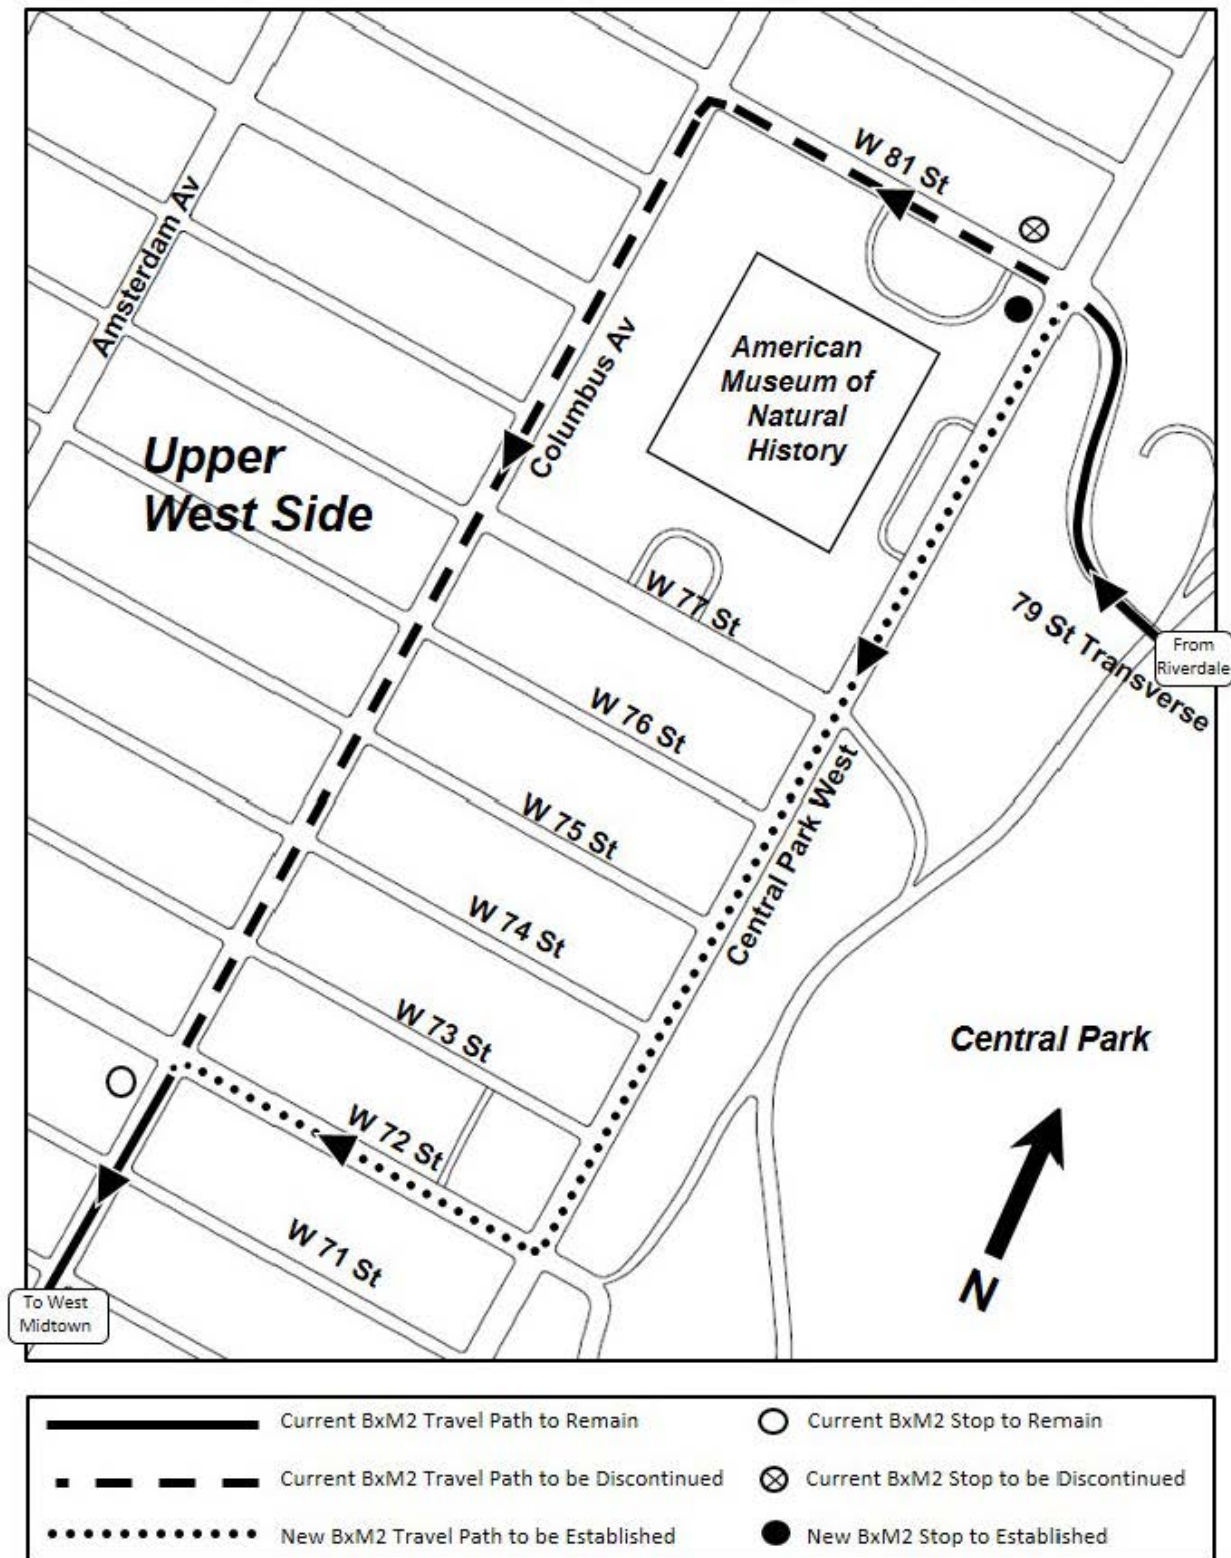 W 81 St
Amsterdam Av
Columbus Av
American
Museum of
Natural
History
Upper
West Side
W 77 St
79 St Transverse
From
Riverdale
W 76 St
Central Park West
W 75 St
W 74 St
W 73 St
Central Park
W 72 St
W 71 St
N
To West
Midtown
Current BxM2 Travel Path to Remain
Current BxM2 Stop to Remain
Current BxM2 Travel Path to be Discontinued
Current BxM2 Stop to be Discontinued
New BxM2 Travel Path to be Established
New BxM2 Stop to Established